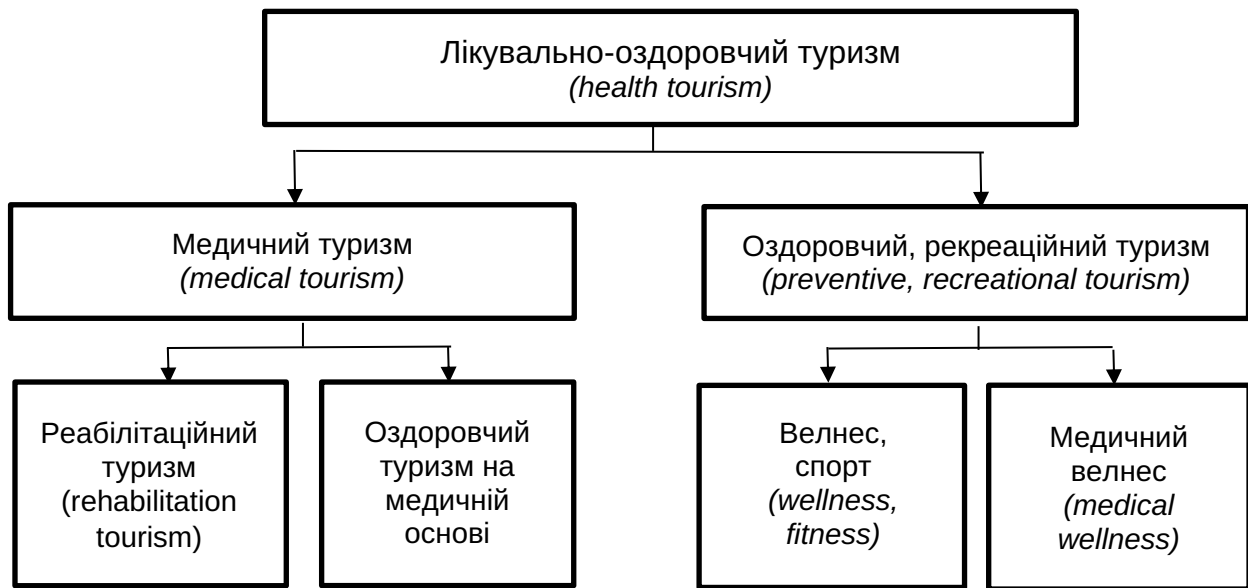 Лікувально-оздоровчий туризм
(health tourism)
Медичний туризм
(medical tourism)
Оздоровчий, рекреаційний туризм
(preventive, recreational tourism)
Реабілітаційний
туризм
(rehabilitation
tourism)
Оздоровчий
туризм на
медичній
основі
Велнес,
спорт
(wellness,
fitness)
Медичний
велнес
(medical
wellness)